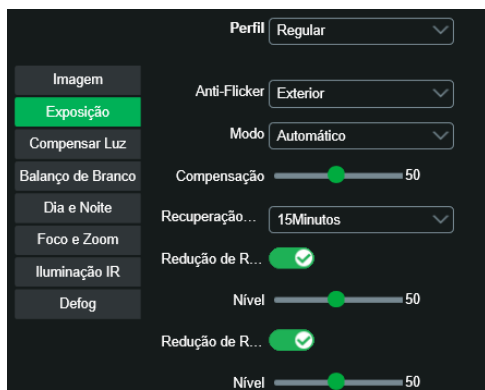 Perfil Regular
Imagem
Exposição
Compensar Luz
Balanço de Branco
Dia e Noite
Foco e Zoom
Iluminação IR
Defog
Anti-Flicker Exterior
Modo Automático
Compensação 50
Recuperação... 15Minutos
Redução de R...
Nível 50
Redução de R...
Nível 50